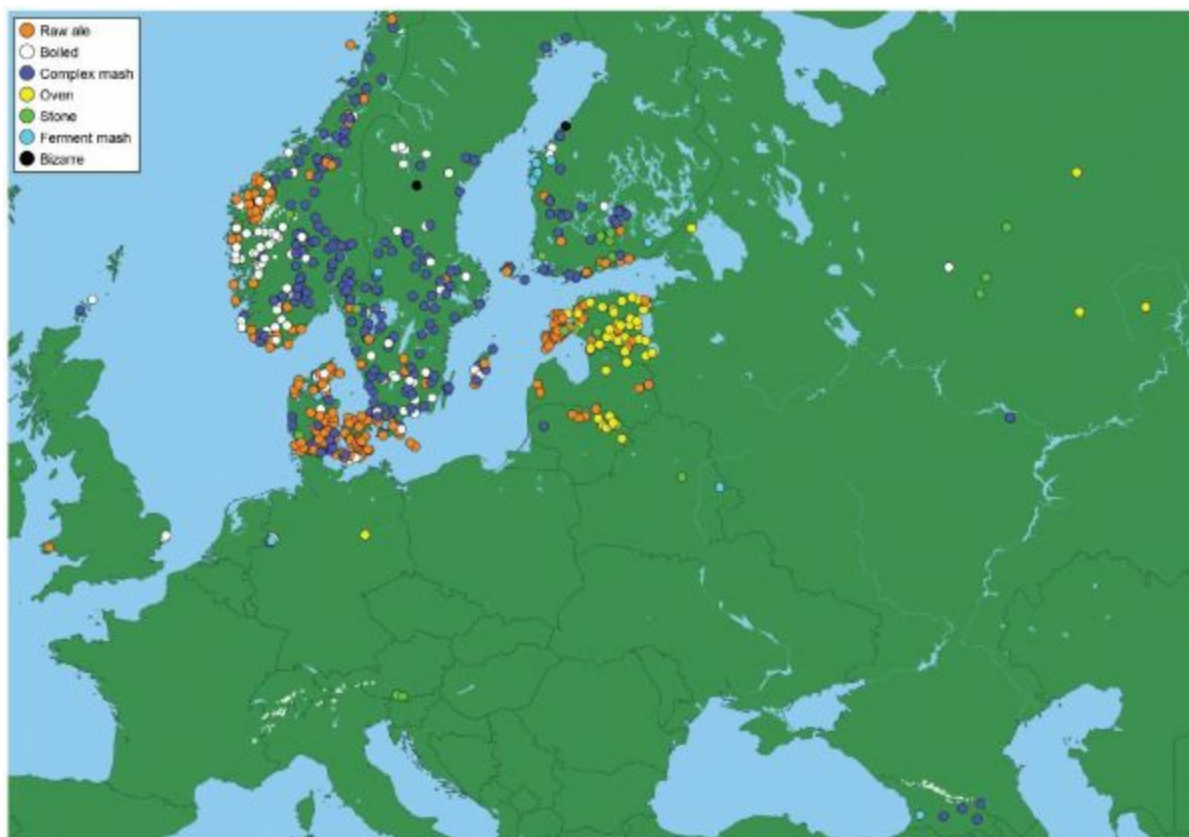 Raw ale
Boiled
Complex mash
Oven
Stone
Ferment mash
Bizarre